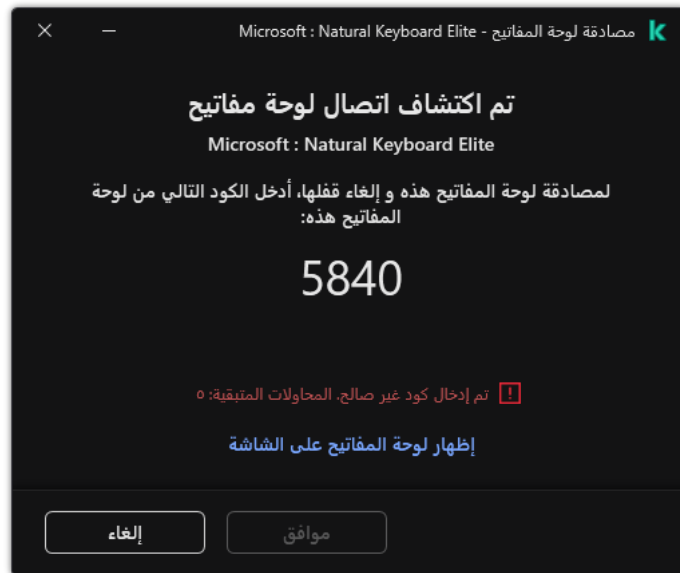 مصادقة لوحة المفاتيح - Microsoft : Natural Keyboard Elite
تم اكتشاف اتصال لوحة مفاتيح
Microsoft : Natural Keyboard Elite
لمصادقة لوحة المفاتيح هذه و إلغاء قفلها، أدخل الكود التالي من لوحة
المفاتيح هذه:
5840
تم إدخال كود غير صالح. المحاولات المتبقية: ٥
إظهار لوحة المفاتيح على الشاشة
موافق
إلغاء